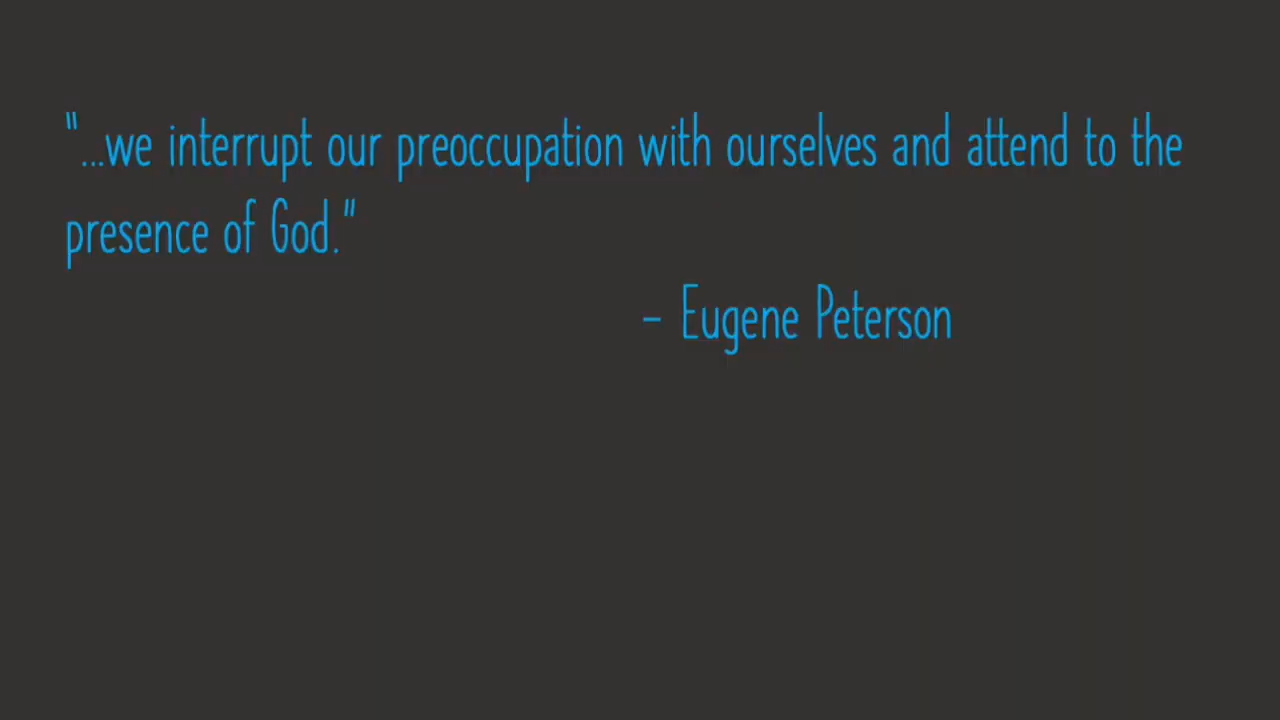 "...we interrupt our preoccupation with ourselves and attend to the
presence of God."
- Eugene Peterson